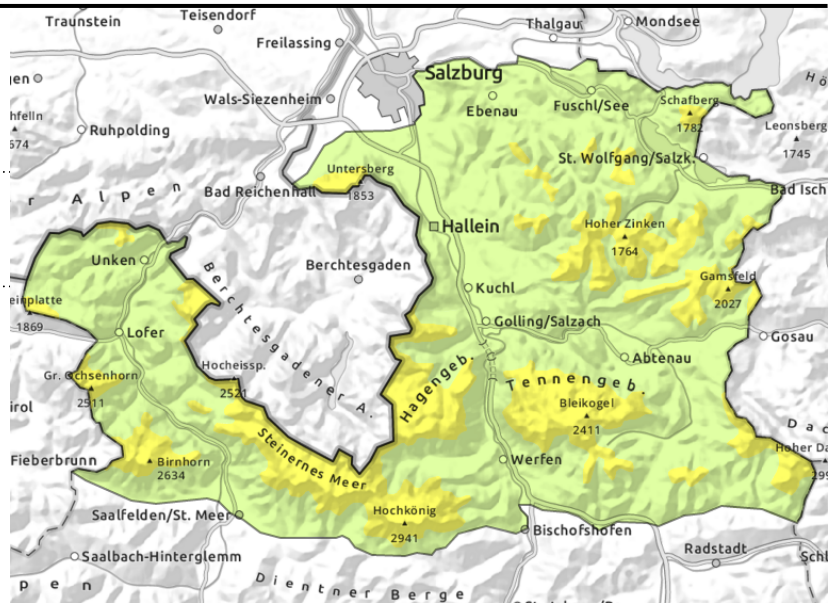 Traunstein
Teisendorf
Thalgau
Mondsee
Freilassing
Salzburg
Wals-Siezenheim
Ebenau
Fuschl/See
Schafberg
1782
Ruhpolding
674
Leonsberg
1745
Untersberg
1853
St. Wolfgang/Salzk.
Bad Reichenhall
Bad Isch
r Alpen
Hallein
Hoher Zinken
1764
Unken
Berchtesgaden
Berchtesgadener A.
Kuchl
Gamsfeld
2027
einplatte
1869
Lofer
Golling/Salzach
Gosau
Abtenau
Hocheissp.
2521
Gr. Ochsenhorn
2511
Hagengeb.
Tennengeb.
Bleikogel
2411
irol
Steinernes Meer
Fieberbrunn
Birnhorn
2634
Werfen
Hoher Da
299
Saalfelden/St. Meer
Hochkönig
2941
Bischofshofen
Saalbach-Hinterglemm
Radstadt
Schl
Dientner Berge